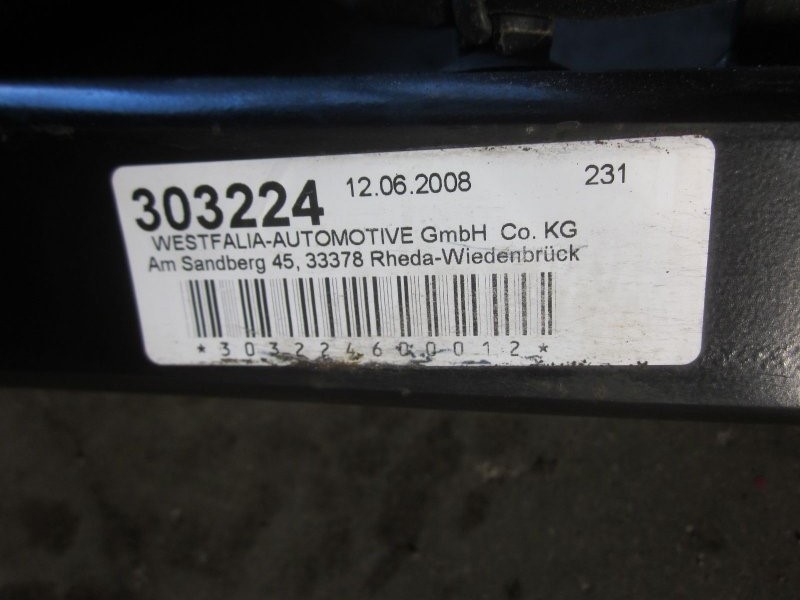 303224 12.06.2008 231
WESTFALIA-AUTOMOTIVE GmbH Co. KG
Am Sandberg 45, 33378 Rheda-Wiedenbrück
*303224600012*